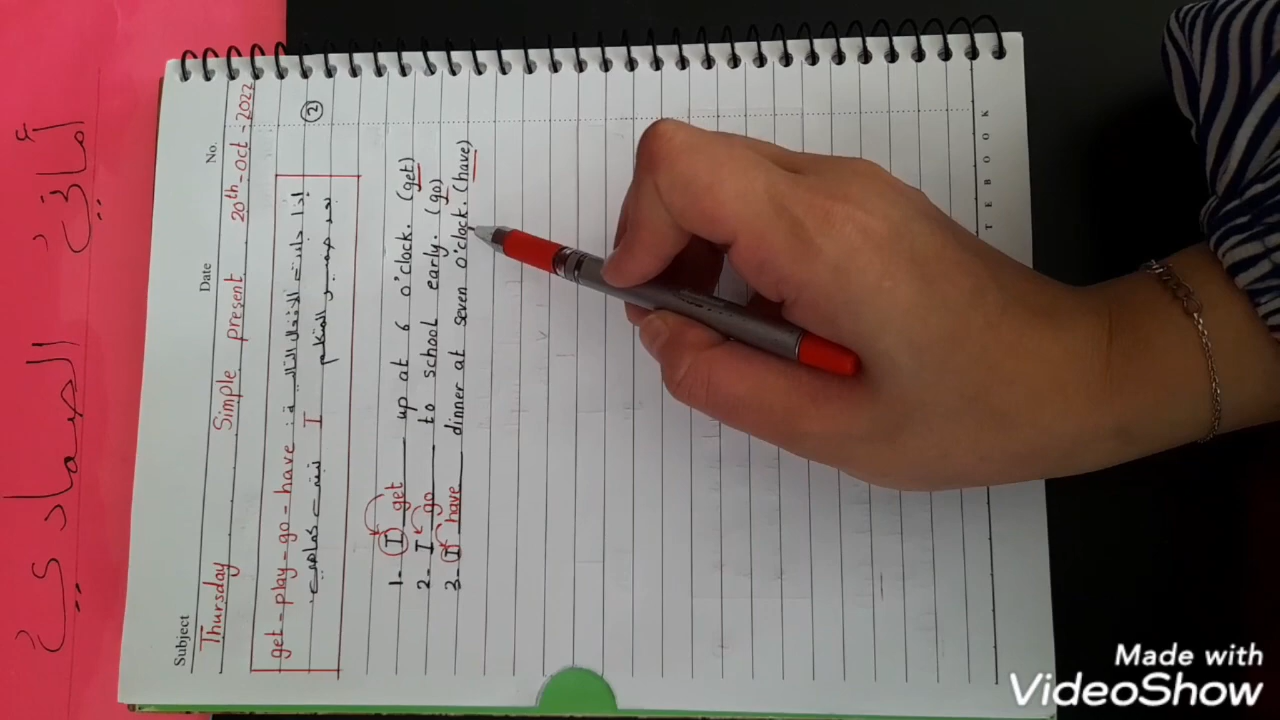 أماني الصمادي
Subject
Date
No.
Thursday
Simple present
20th-Oct-2022
get-play-go-have : إذا جاءت الأفعال التالية
بعد ضمير المتكلم I تبقى كما هي.
2
1- I get up at 6 o'clock. (get)
2- I go to school early. (go)
3- I have dinner at seven o'clock. (have)
TEBOOK
Made with
VideoShow